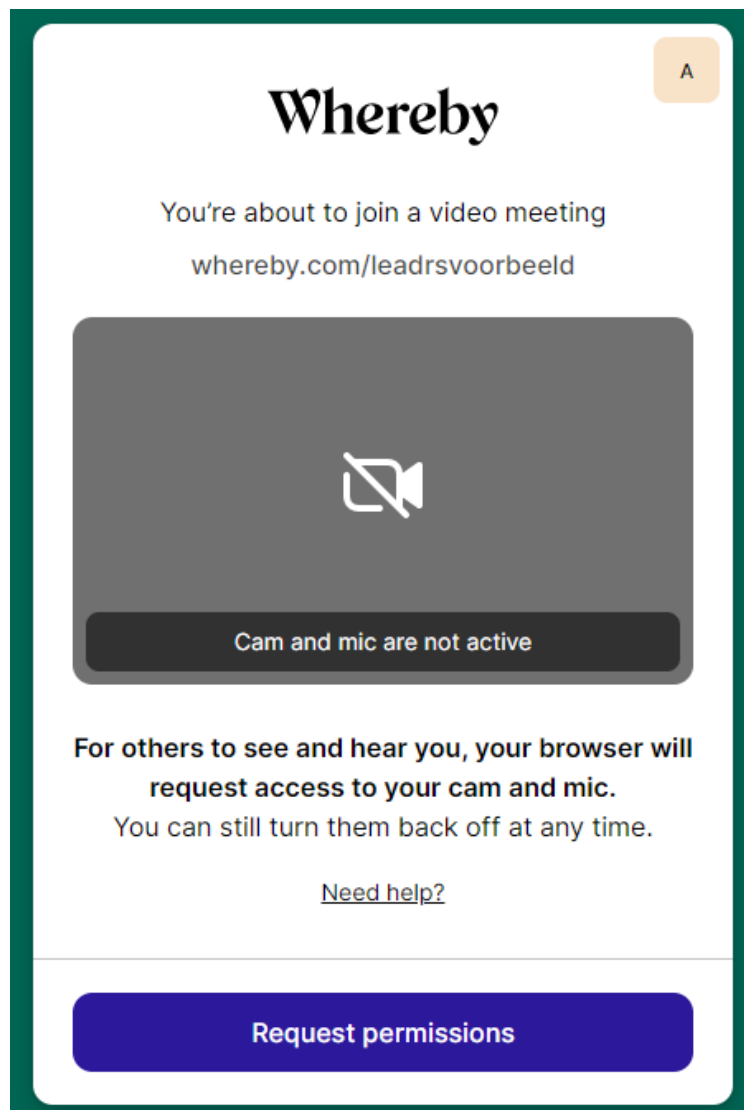 A
Whereby
You’re about to join a video meeting
whereby.com/leadrsvoorbeeld
Cam and mic are not active
For others to see and hear you, your browser will
request access to your cam and mic.
You can still turn them back off at any time.
Need help?
Request permissions